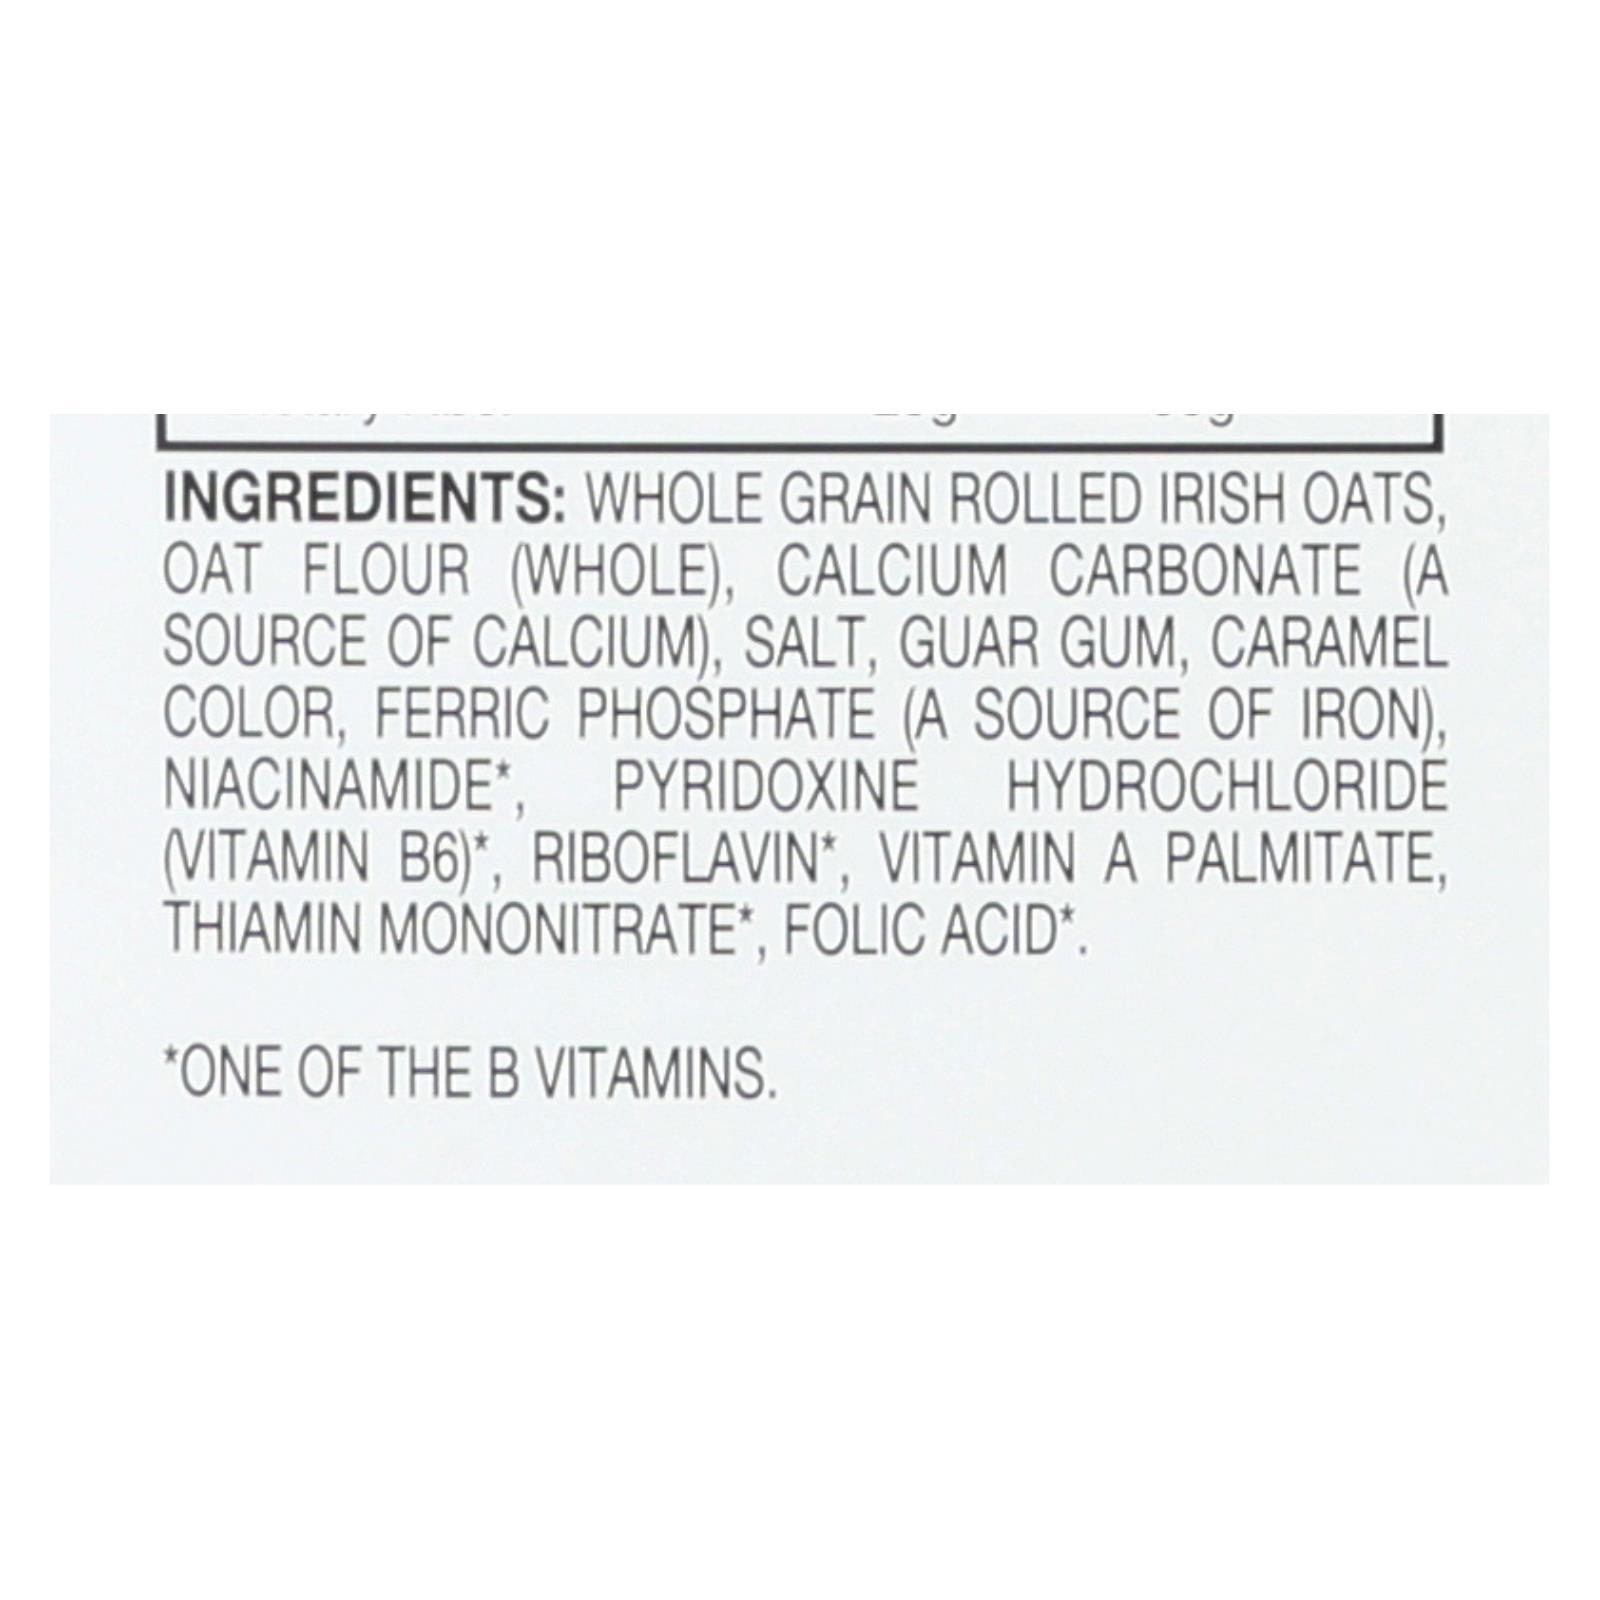 INGREDIENTS: WHOLE GRAIN ROLLED IRISH OATS,
OAT FLOUR (WHOLE), CALCIUM CARBONATE (A
SOURCE OF CALCIUM), SALT, GUAR GUM, CARAMEL
COLOR, FERRIC PHOSPHATE (A SOURCE OF IRON),
NIACINAMIDE*, PYRIDOXINE HYDROCHLORIDE
(VITAMIN B6)*, RIBOFLAVIN*, VITAMIN A PALMITATE,
THIAMIN MONONITRATE*, FOLIC ACID*.
*ONE OF THE B VITAMINS.